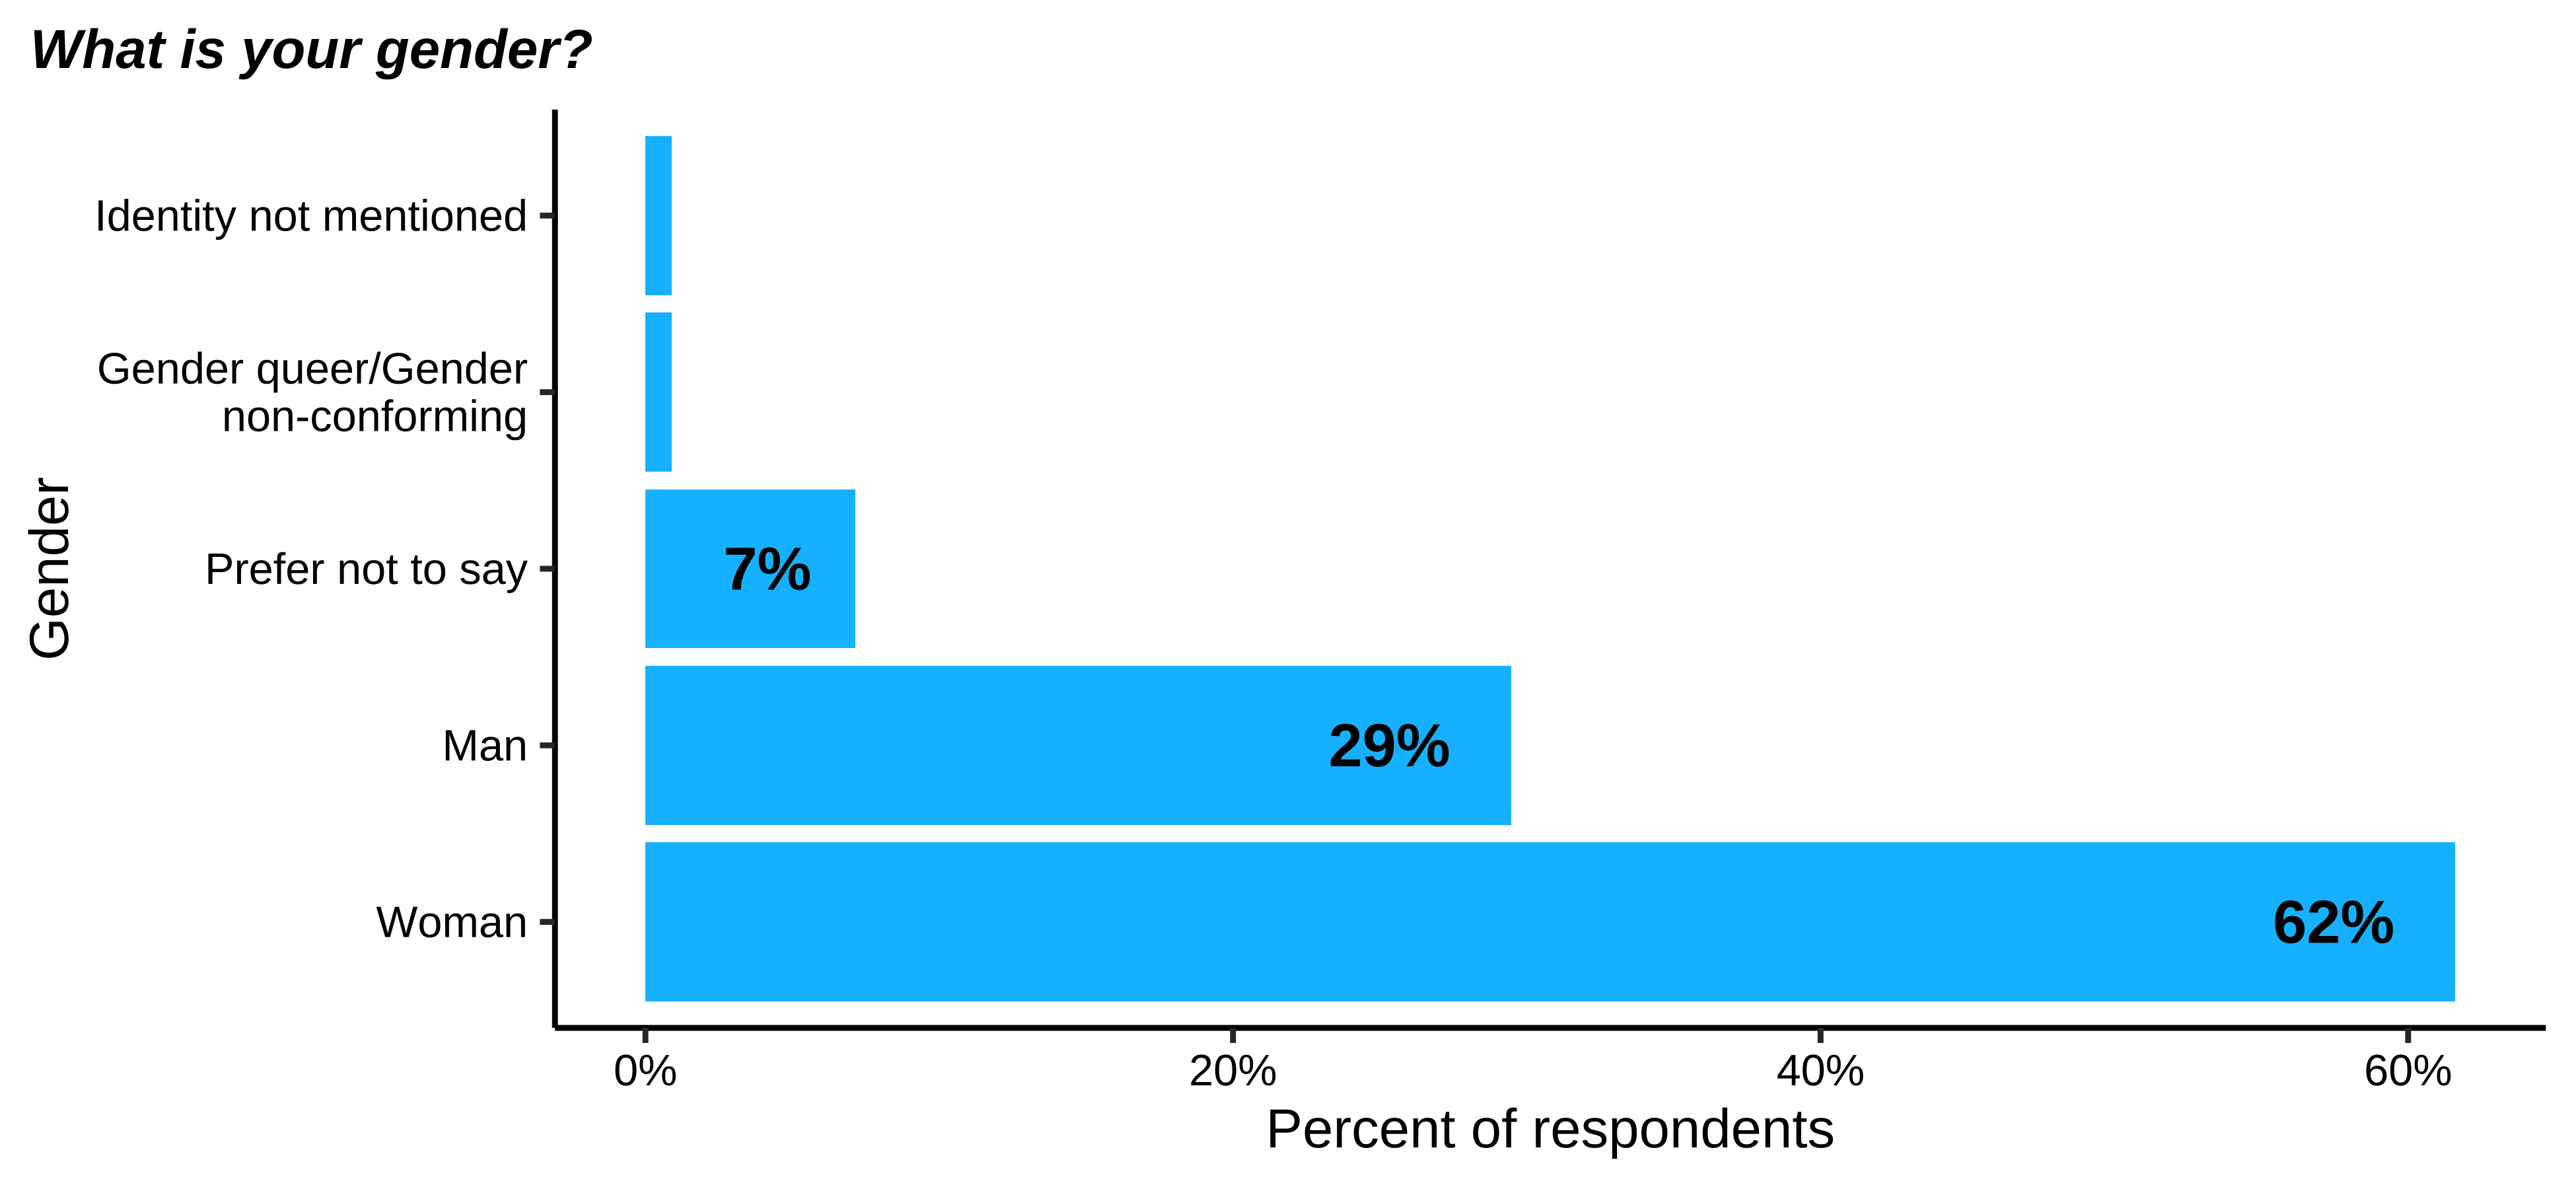 What is your gender?
Identity not mentioned
Gender queer/Gender
non-conforming
Prefer not to say
7%
Man
29%
Woman
62%
Gender
0%
20%
40%
60%
Percent of respondents